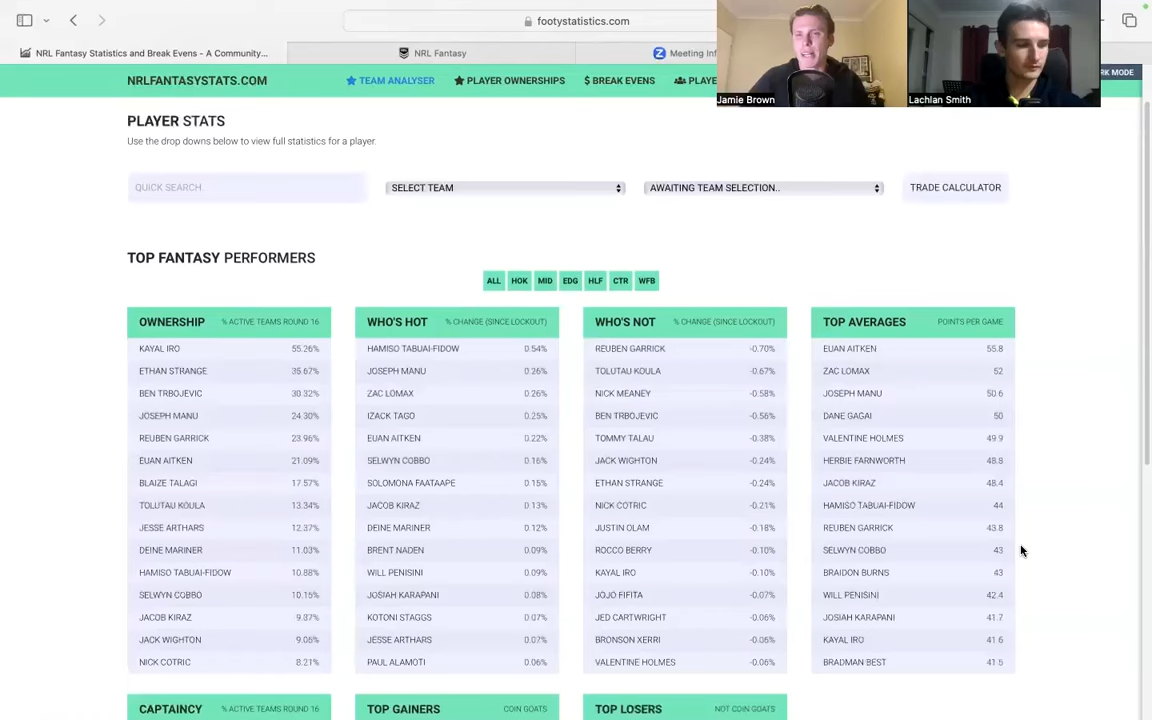 footystatistics.com
NRL Fantasy Statistics and Break Evens - A Community...
NRL Fantasy
Meeting Inf
NRLFANTASYSTATS.COM
TEAM ANALYSER
PLAYER OWNERSHIPS
$ BREAK EVENS
PLAYE
RK MODE
Jamie Brown
Lachlan Smith
PLAYER STATS
Use the drop downs below to view full statistics for a player.
QUICK SEARCH.
SELECT TEAM
AWAITING TEAM SELECTION..
TRADE CALCULATOR
TOP FANTASY PERFORMERS
ALL HOK MID EDG HLF CTR WFB
OWNERSHIP % ACTIVE TEAMS ROUND 16
KAYAL IRO 55.26%
ETHAN STRANGE 35.67%
BEN TRBOJEVIC 30.32%
JOSEPH MANU 24.30%
REUBEN GARRICK 23.96%
EUAN AITKEN 21.09%
BLAIZE TALAGI 17.57%
TOLUTAU KOULA 13.34%
JESSE ARTHARS 12.37%
DEINE MARINER 11.03%
HAMISO TABUAI-FIDOW 10.88%
SELWYN COBBO 10.15%
JACOB KIRAZ 9.87%
JACK WIGHTON 9.06%
NICK COTRIC 8.21%
WHO'S HOT % CHANGE (SINCE LOCKOUT)
HAMISO TABUAI-FIDOW 0.54%
JOSEPH MANU 0.26%
ZAC LOMAX 0.26%
IZACK TAGO 0.25%
EUAN AITKEN 0.22%
SELWYN COBBO 0.16%
SOLOMONA FAATAAPE 0.15%
JACOB KIRAZ 0.13%
DEINE MARINER 0.12%
BRENT NADEN 0.09%
WILL PENISINI 0.09%
JOSIAH KARAPANI 0.08%
KOTONI STAGGS 0.07%
JESSE ARTHARS 0.07%
PAUL ALAMOTI 0.06%
WHO'S NOT % CHANGE (SINCE LOCKOUT)
REUBEN GARRICK -0.70%
TOLUTAU KOULA -0.67%
NICK MEANEY -0.58%
BEN TRBOJEVIC -0.56%
TOMMY TALAU -0.38%
JACK WIGHTON -0.24%
ETHAN STRANGE -0.24%
NICK COTRIC -0.21%
JUSTIN OLAM -0.18%
ROCCO BERRY -0.10%
KAYAL IRO -0.10%
JOJO FIFITA -0.07%
JED CARTWRIGHT -0.06%
BRONSON XERRI -0.06%
VALENTINE HOLMES -0.06%
TOP AVERAGES POINTS PER GAME
EUAN AITKEN 55.8
ZAC LOMAX 52
JOSEPH MANU 50.6
DANE GAGAI 50
VALENTINE HOLMES 49.9
HERBIE FARNWORTH 48.8
JACOB KIRAZ 48.4
HAMISO TABUAI-FIDOW 44
REUBEN GARRICK 43.8
SELWYN COBBO 43
BRAIDON BURNS 43
WILL PENISINI 42.4
JOSIAH KARAPANI 41.7
KAYAL IRO 41.6
BRADMAN BEST 41.5
CAPTAINCY % ACTIVE TEAMS ROUND 16
TOP GAINERS COIN GOATS
TOP LOSERS NOT COIN GOATS